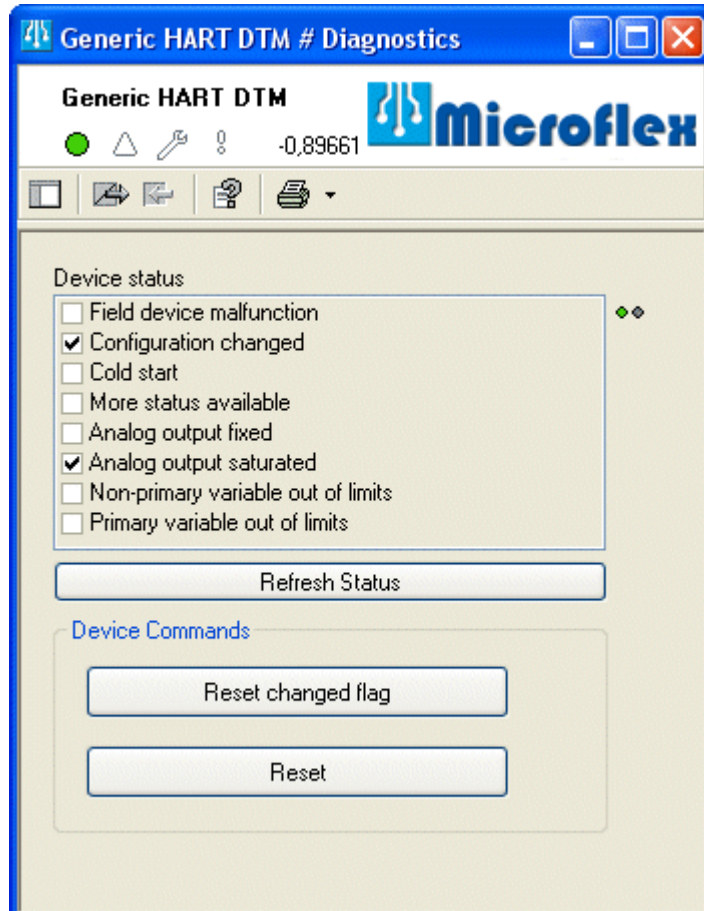 Generic HART DTM # Diagnostics
Generic HART DTM
-0,89661
Microflex
Device status
Field device malfunction
Configuration changed
Cold start
More status available
Analog output fixed
Analog output saturated
Non-primary variable out of limits
Primary variable out of limits
Refresh Status
Device Commands
Reset changed flag
Reset